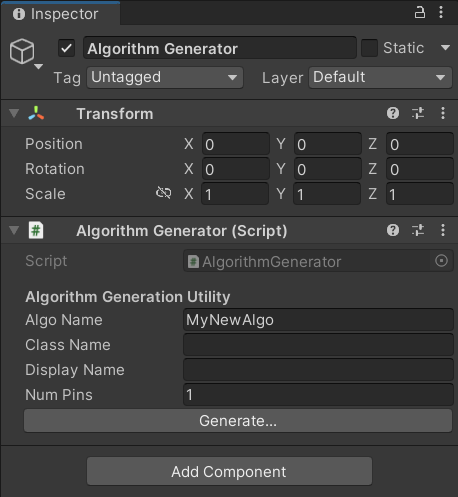 Inspector
Algorithm Generator Static
Tag Untagged Layer Default
Transform
Position X 0 Y 0 Z 0
Rotation X 0 Y 0 Z 0
Scale X 1 Y 1 Z 1
# Algorithm Generator (Script)
Script # AlgorithmGenerator
Algorithm Generation Utility
Algo Name MyNewAlgo
Class Name
Display Name
Num Pins 1
Generate...
Add Component